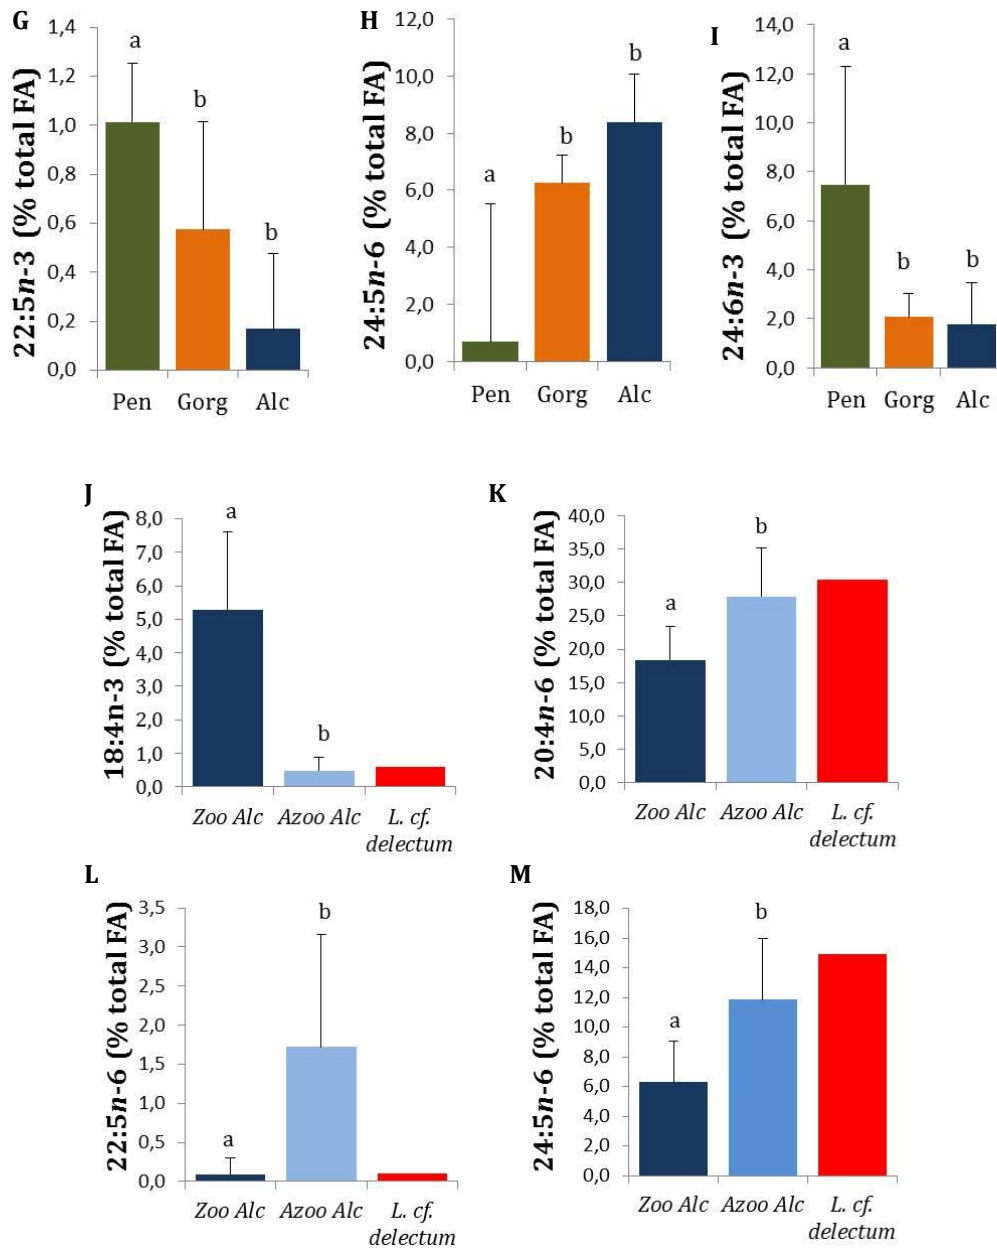 G
22:5n-3 (% total FA)
1,4
1,2
1,0
0,8
0,6
0,4
0,2
0,0
a
b
b
Pen Gorg Alc
H
24:5n-6 (% total FA)
12,0
10,0
8,0
6,0
4,0
2,0
0,0
a
b
b
Pen Gorg Alc
I
24:6n-3 (% total FA)
14,0
12,0
10,0
8,0
6,0
4,0
2,0
0,0
a
b
b
Pen Gorg Alc
J
18:4n-3 (% total FA)
8,0
7,0
6,0
5,0
4,0
3,0
2,0
1,0
0,0
a
b
Zoo Alc Azoo Alc L. cf.
delectum
K
20:4n-6 (% total FA)
40,0
35,0
30,0
25,0
20,0
15,0
10,0
5,0
0,0
a
b
Zoo Alc Azoo Alc L. cf.
delectum
L
22:5n-6 (% total FA)
3,5
3,0
2,5
2,0
1,5
1,0
0,5
0,0
a
b
Zoo Alc Azoo Alc L. cf.
delectum
M
24:5n-6 (% total FA)
18,0
16,0
14,0
12,0
10,0
8,0
6,0
4,0
2,0
0,0
a
b
Zoo Alc Azoo Alc L. cf.
delectum